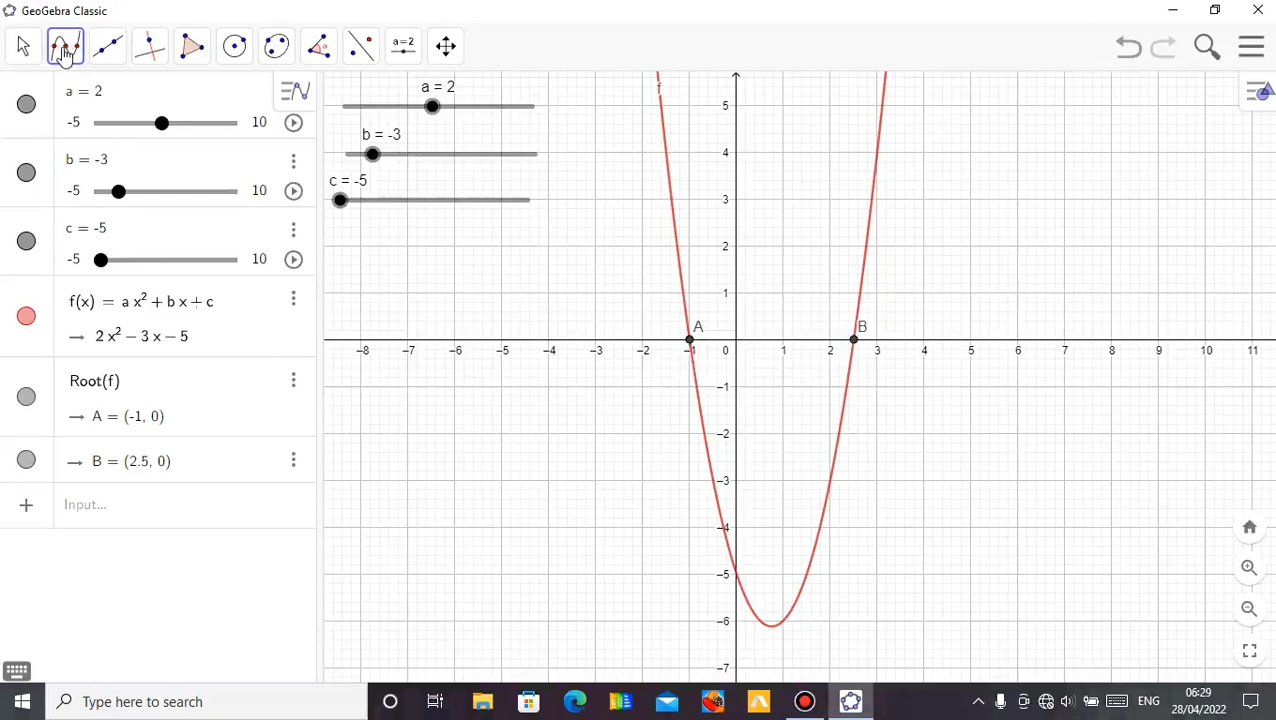 GeoGebra Classic
a=2
a = 2
-5 10
b = -3
-5 10
c = -5
-5 10
f(x) = a x² + b x + c
→ 2 x² − 3 x − 5
Root(f)
→ A = (-1, 0)
→ B = (2.5, 0)
+ Input...
a = 2
b = -3
c = -5
f
A
B
5
4
3
2
1
−8 −7 −6 −5 −4 −3 −2 −1 0 1 2 3 4 5 6 7 8 9 10 11
−1
−2
−3
−4
−5
−6
−7
Type here to search
ENG
06:29
28/04/2022